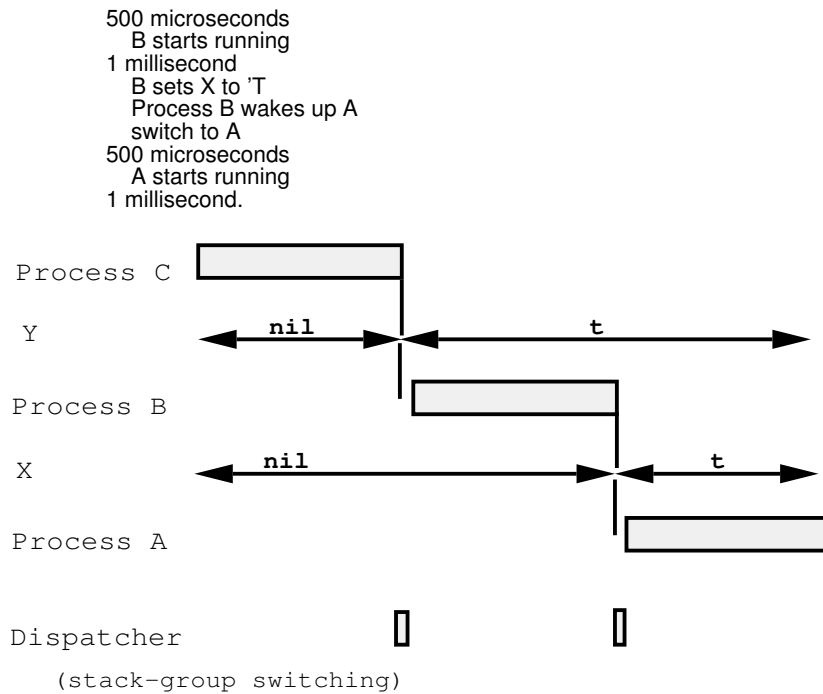 500 microseconds
B starts running
1 millisecond
B sets X to ’T
Process B wakes up A
switch to A
500 microseconds
A starts running
1 millisecond.
Process C
Y
nil
t
Process B
X
nil
t
Process A
Dispatcher
(stack-group switching)